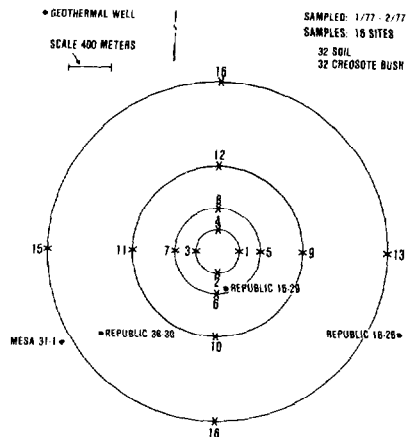 ● GEOTHERMAL WELL
SCALE 400 METERS
SAMPLED: 1/77 - 2/77
SAMPLES: 16 SITES
32 SOIL
32 CREOSOTE BUSH
16
12
8
4
15 11 7 3 1 5 9 13
2
● REPUBLIC 16-29
6
● REPUBLIC 36-30
REPUBLIC 16-26 ●
MESA 31-1 ●
10
16